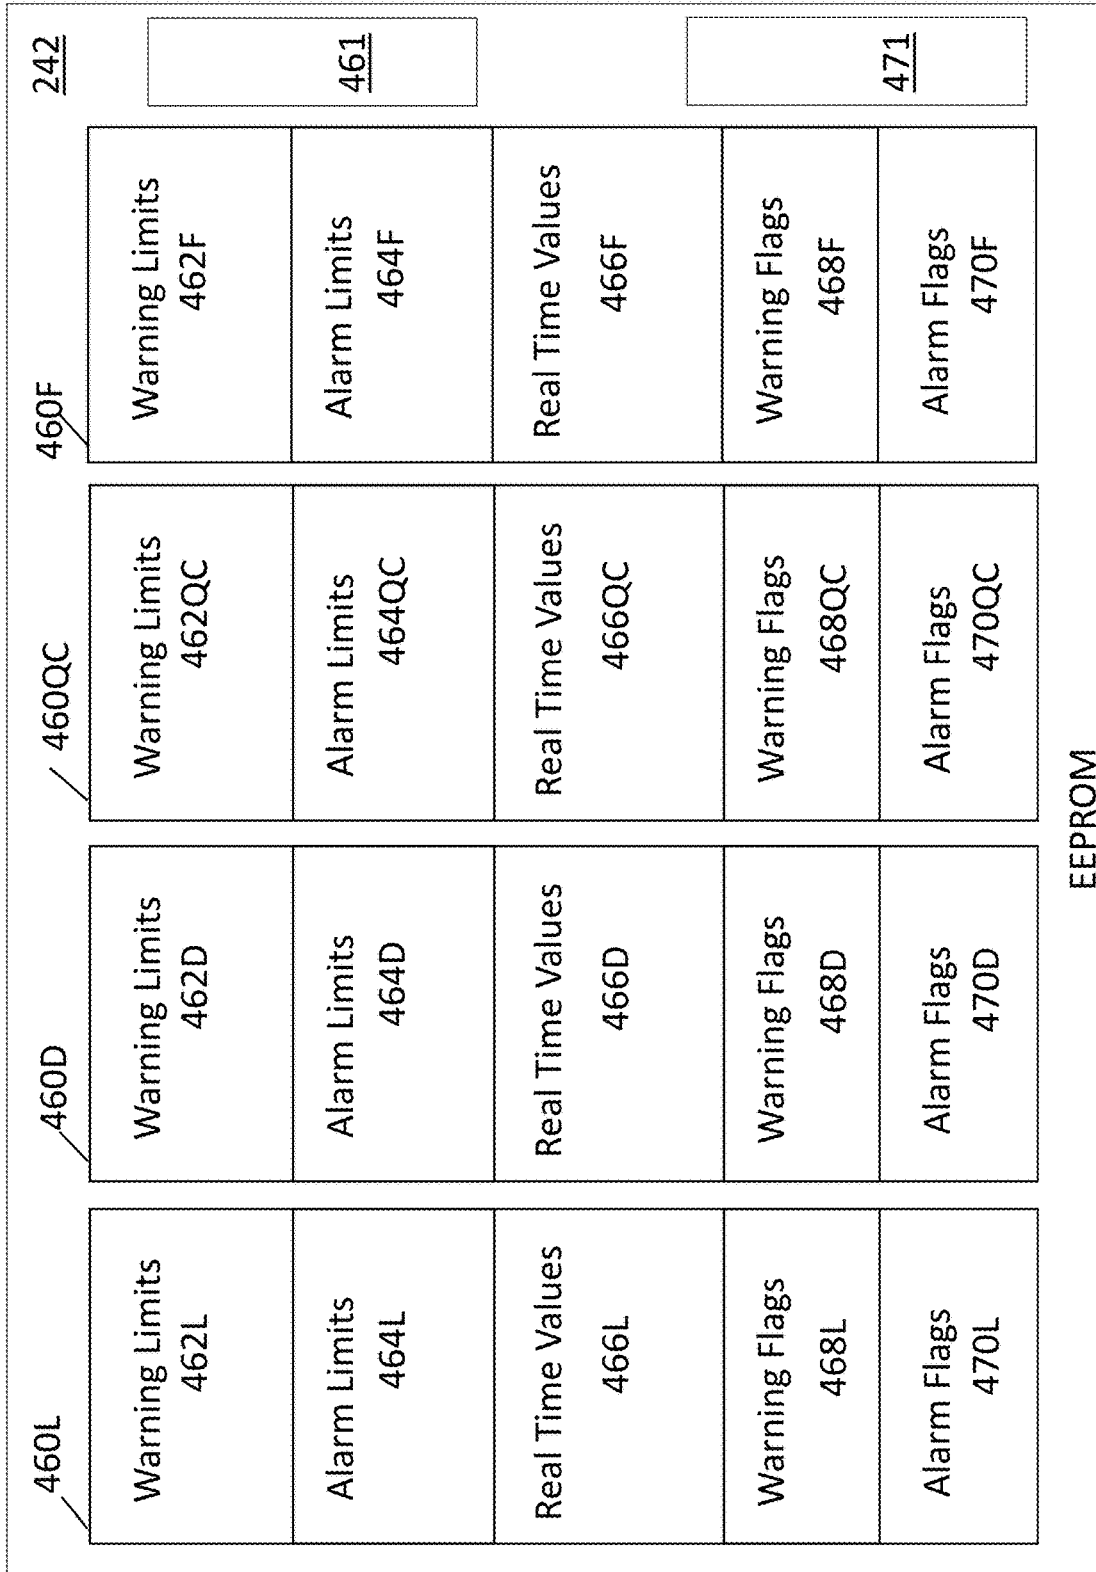 242
460L
460D
460QC
460F
Warning Limits
462L
Alarm Limits
464L
Real Time Values
466L
Warning Flags
468L
Alarm Flags
470L
Warning Limits
462D
Alarm Limits
464D
Real Time Values
466D
Warning Flags
468D
Alarm Flags
470D
Warning Limits
462QC
Alarm Limits
464QC
Real Time Values
466QC
Warning Flags
468QC
Alarm Flags
470QC
Warning Limits
462F
Alarm Limits
464F
Real Time Values
466F
Warning Flags
468F
Alarm Flags
470F
461
471
EEPROM